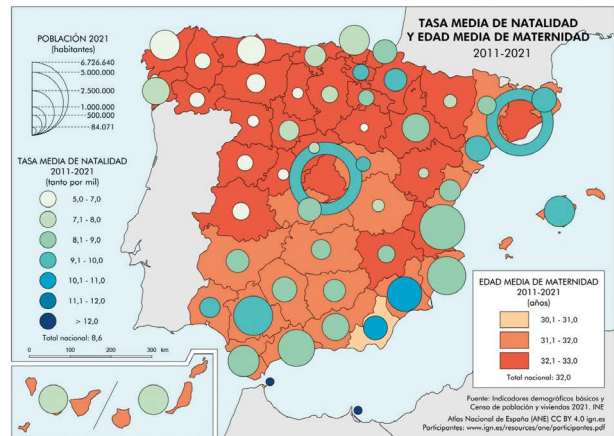 TASA MEDIA DE NATALIDAD
Y EDAD MEDIA DE MATERNIDAD
2011-2021
POBLACIÓN 2021
(habitantes)
6.726.640
5.000.000
2.500.000
1.000.000
500.000
84.071
TASA MEDIA DE NATALIDAD
2011-2021
(tanto por mil)
5,0 - 7,0
7,1 - 8,0
8,1 - 9,0
9,1 - 10,0
10,1 - 11,0
11,1 - 12,0
> 12,0
Total nacional: 8,6
0 100 200 300 km
EDAD MEDIA DE MATERNIDAD
2011-2021
(años)
30,1 - 31,0
31,1 - 32,0
32,1 - 33,0
Total nacional: 32,0
Fuente: Indicadores demográficos básicos y
Censo de población y viviendas 2021. INE
Atlas Nacional de España (ANE) CC BY 4.0 ign.es
Participantes: www.ign.es/resources/ane/participantes.pdf